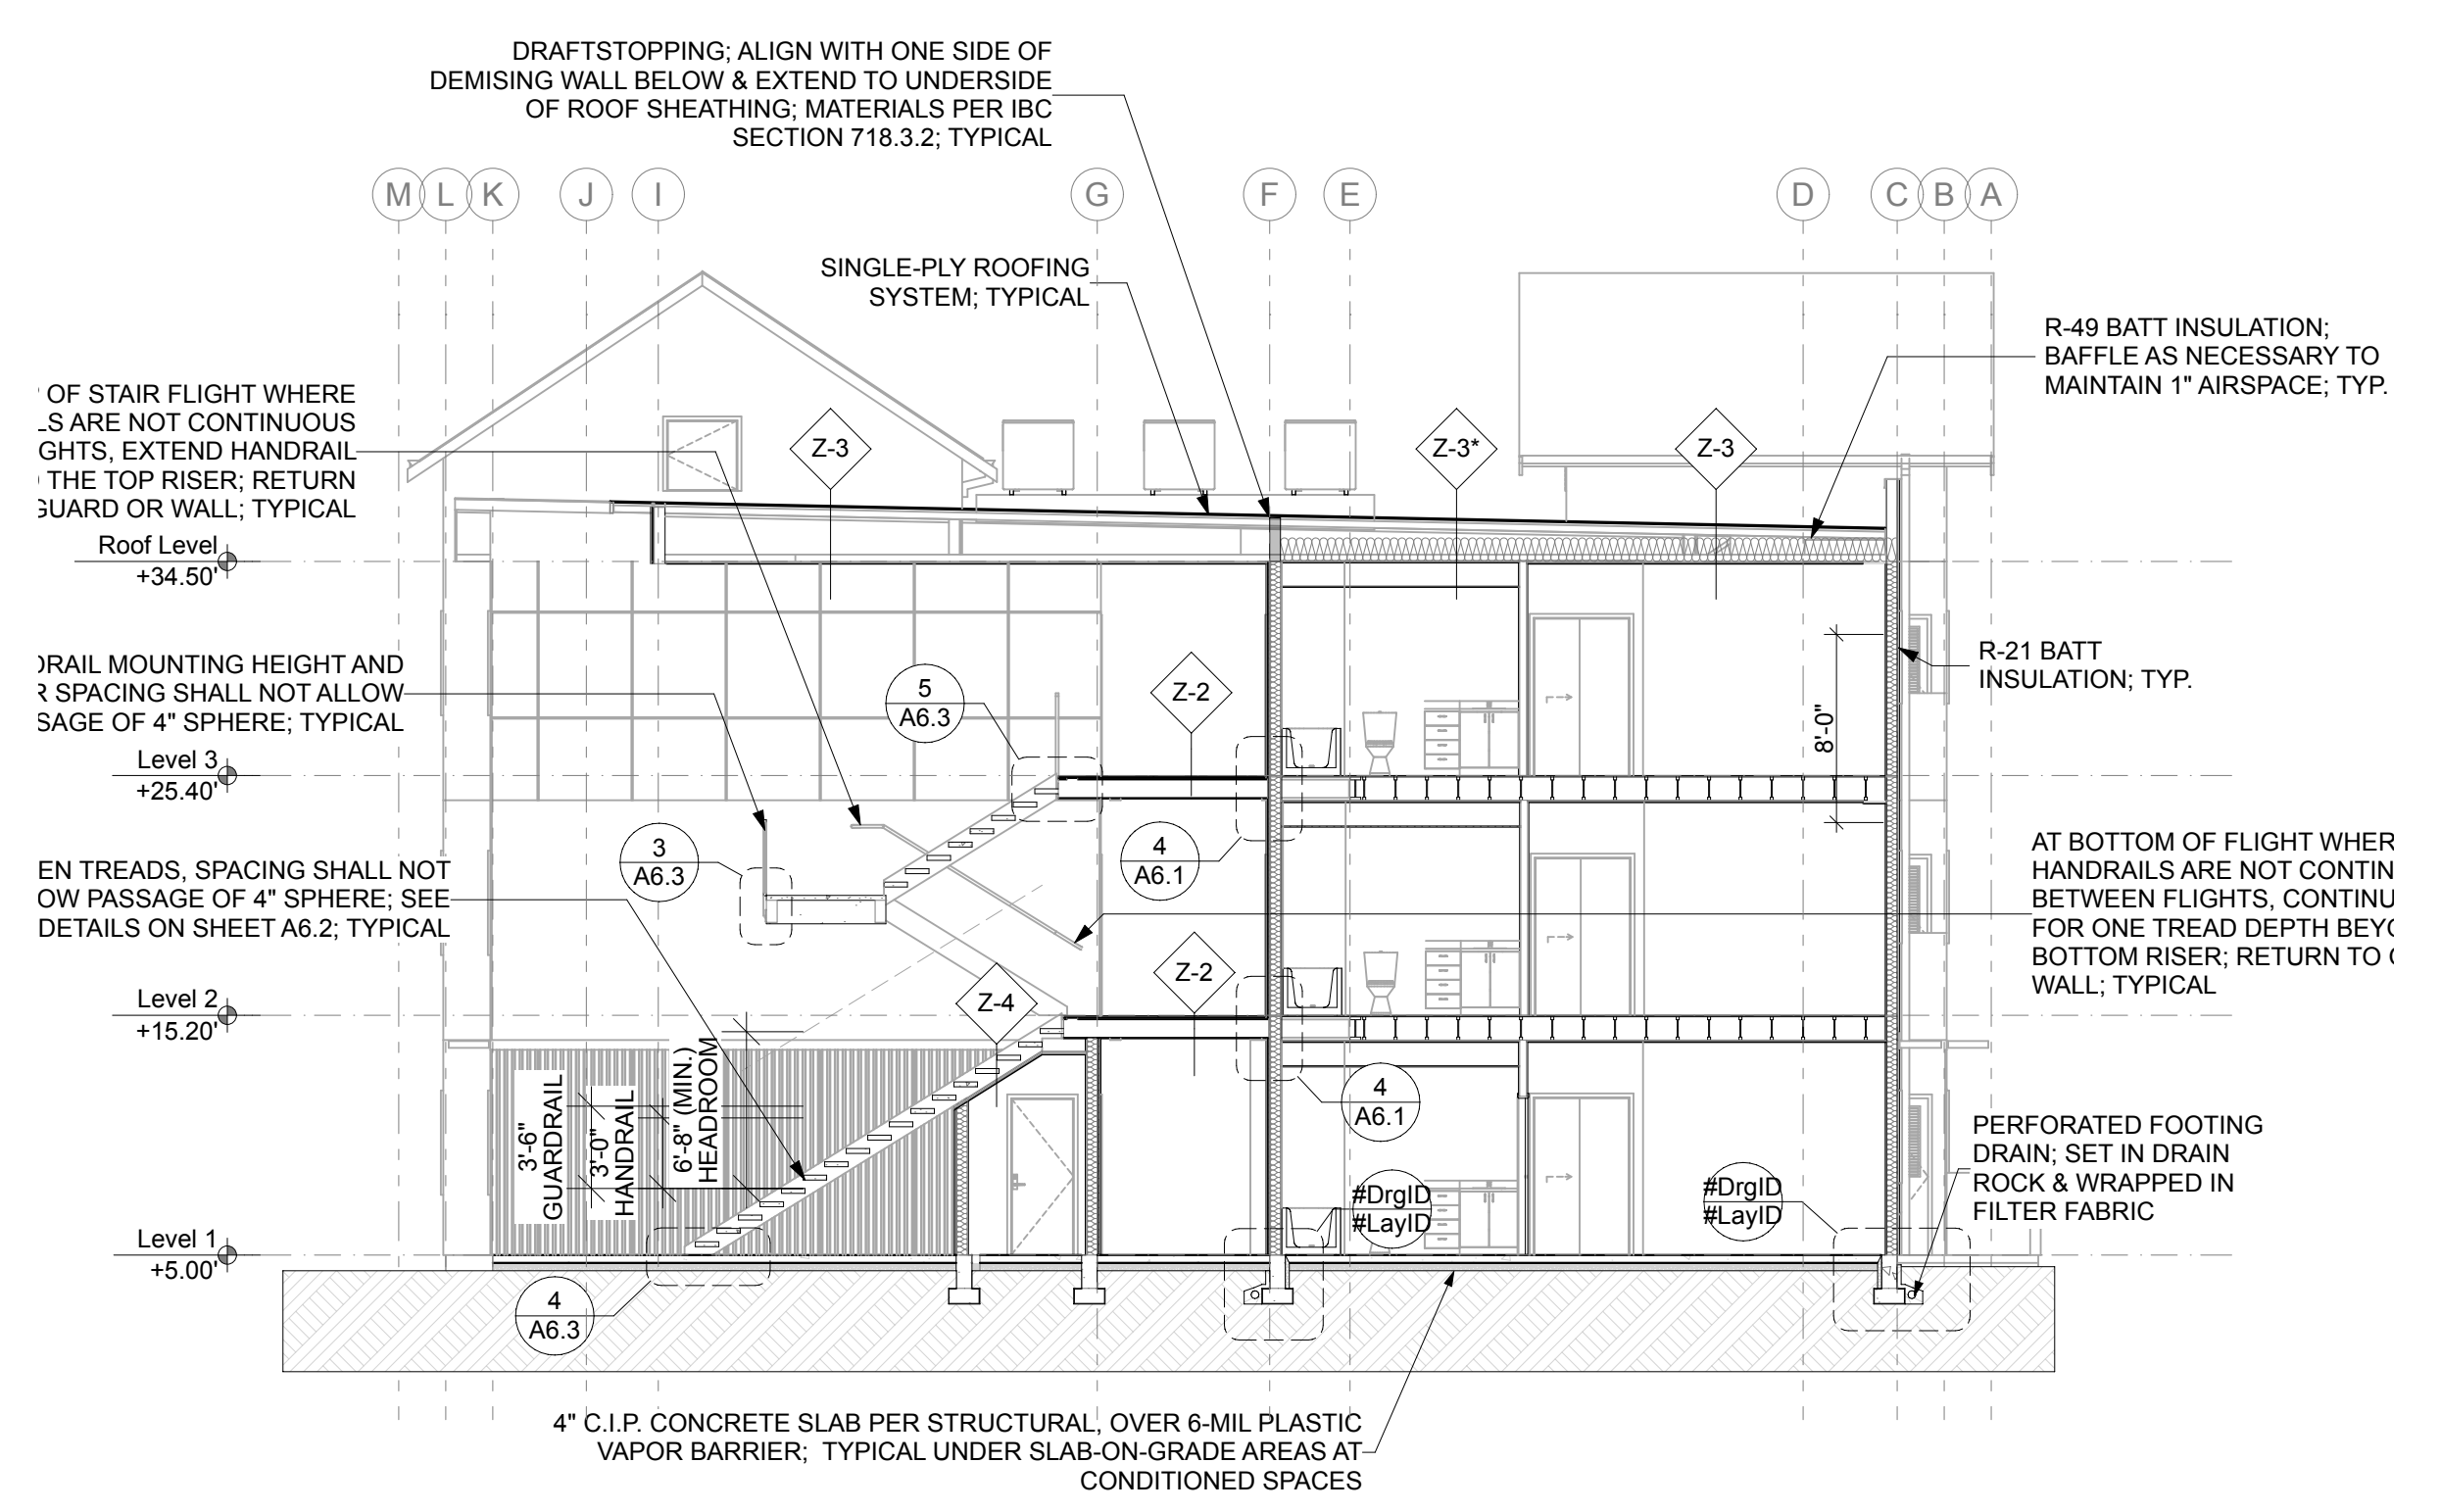 DRAFTSTOPPING; ALIGN WITH ONE SIDE OF
DEMISING WALL BELOW & EXTEND TO UNDERSIDE
OF ROOF SHEATHING; MATERIALS PER IBC
SECTION 718.3.2; TYPICAL
M L K J I G F E D C B A
SINGLE-PLY ROOFING
SYSTEM; TYPICAL
R-49 BATT INSULATION;
BAFFLE AS NECESSARY TO
MAINTAIN 1" AIRSPACE; TYP.
OF STAIR FLIGHT WHERE
ARE NOT CONTINUOUS
EXTEND HANDRAIL
THE TOP RISER; RETURN
OR WALL; TYPICAL
Z-3
Z-3*
Z-3
Roof Level
+34.50'
MOUNTING HEIGHT AND
SPACING SHALL NOT ALLOW
OF 4" SPHERE; TYPICAL
5
A6.3
Z-2
R-21 BATT
INSULATION; TYP.
8'-0"
Level 3
+25.40'
3
A6.3
4
A6.1
EN TREADS, SPACING SHALL NOT
OW PASSAGE OF 4" SPHERE; SEE
DETAILS ON SHEET A6.2; TYPICAL
AT BOTTOM OF FLIGHT WHER
HANDRAILS ARE NOT CONTIN
BETWEEN FLIGHTS, CONTINU
FOR ONE TREAD DEPTH BEY
BOTTOM RISER; RETURN TO
WALL; TYPICAL
Z-4
Z-2
Level 2
+15.20'
3'-6"
GUARDRAIL
3'-0"
HANDRAIL
6'-8" (MIN.)
HEADROOM
4
A6.1
#DrgID
#LayID
#DrgID
#LayID
PERFORATED FOOTING
DRAIN; SET IN DRAIN
ROCK & WRAPPED IN
FILTER FABRIC
Level 1
+5.00'
4
A6.3
4" C.I.P. CONCRETE SLAB PER STRUCTURAL, OVER 6-MIL PLASTIC
VAPOR BARRIER; TYPICAL UNDER SLAB-ON-GRADE AREAS AT
CONDITIONED SPACES